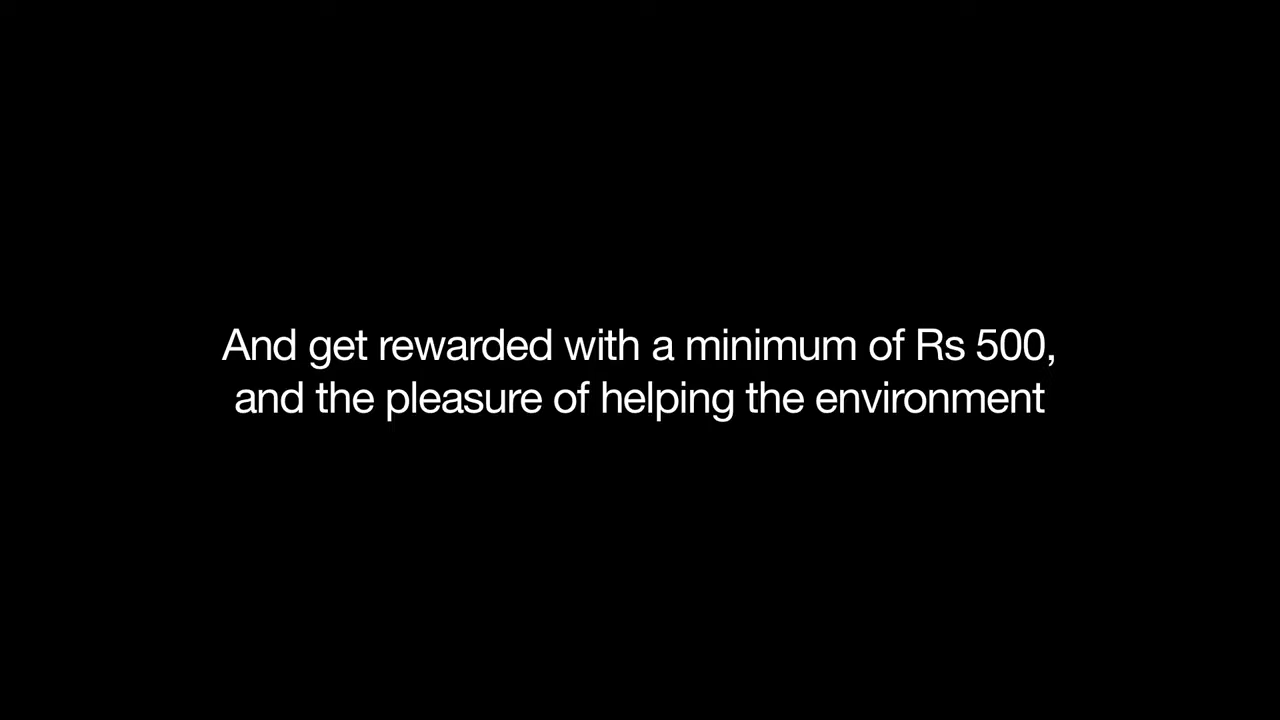 And get rewarded with a minimum of Rs 500,
and the pleasure of helping the environment